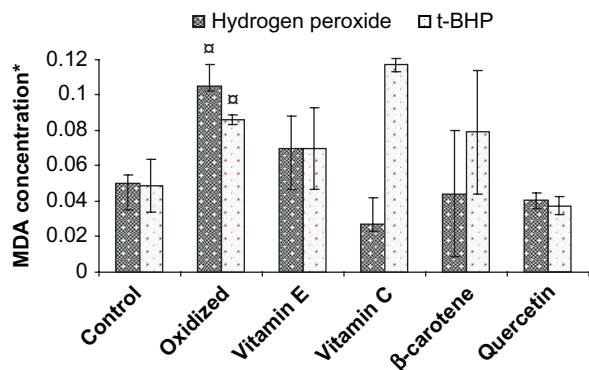 Hydrogen peroxide t-BHP
MDA concentration*
0.12
0.1
0.08
0.06
0.04
0.02
0
¤
¤
Control
Oxidized
Vitamin E
Vitamin C
β-carotene
Quercetin